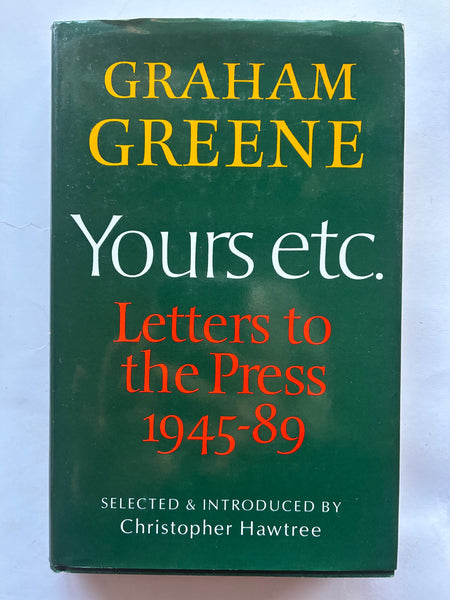 GRAHAM
GREENE
Yours etc.
Letters to
the Press
1945-89
SELECTED & INTRODUCED BY
Christopher Hawtree